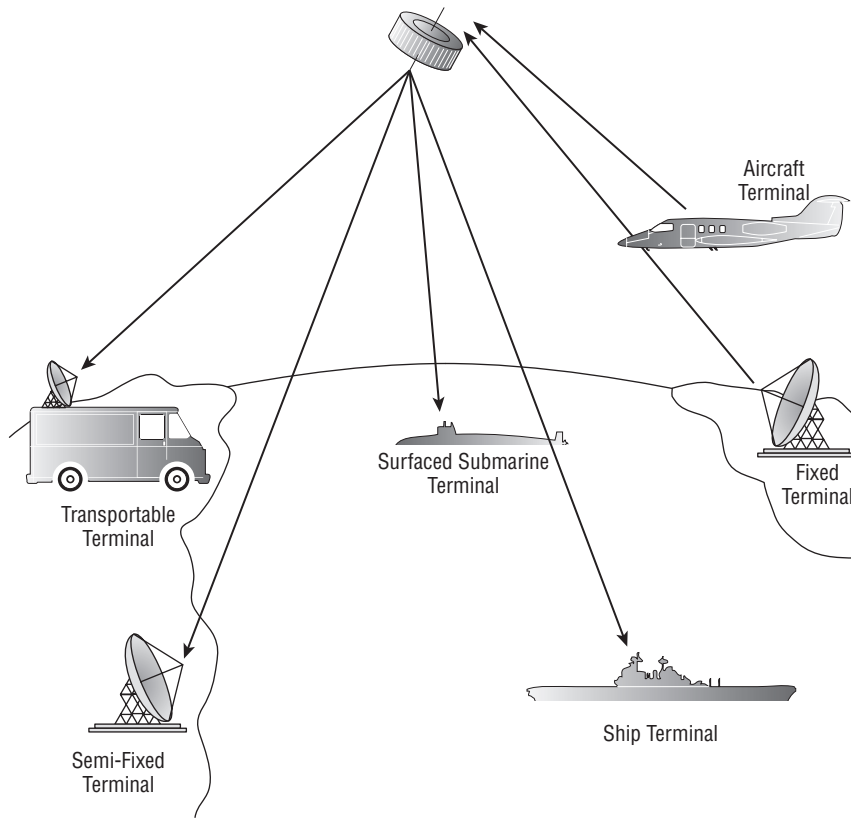 Aircraft
Terminal
Surfaced Submarine
Terminal
Fixed
Terminal
Transportable
Terminal
Ship Terminal
Semi-Fixed
Terminal